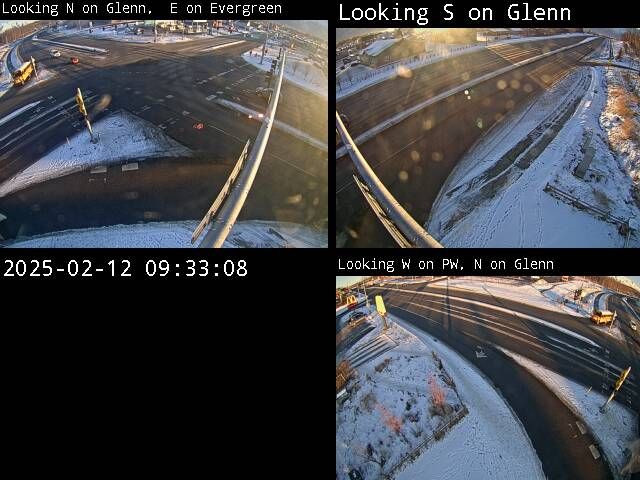 Looking N on Glenn,  E on Evergreen
Looking S on Glenn
2025-02-12 09:33:08
Looking W on PW, N on Glenn